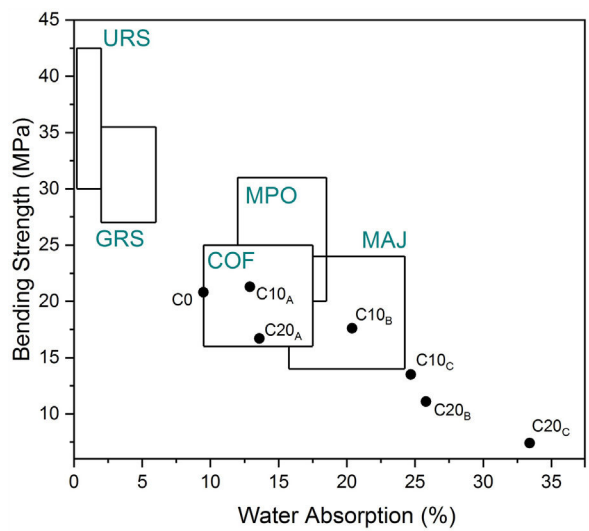 45
40
35
30
25
20
15
10
Bending Strength (MPa)
URS
GRS
MPO
MAJ
COF
C0
C10A
C20A
C10B
C10C
C20B
C20C
0
5
10
15
20
25
30
35
Water Absorption (%)